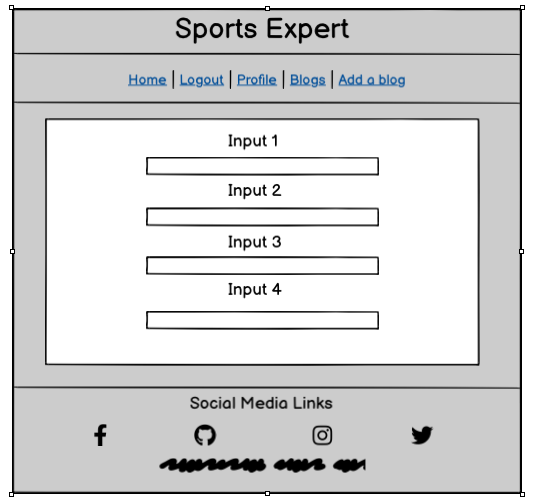 Sports Expert
Home | Logout | Profile | Blogs | Add a blog
Input 1
Input 2
Input 3
Input 4
Social Media Links